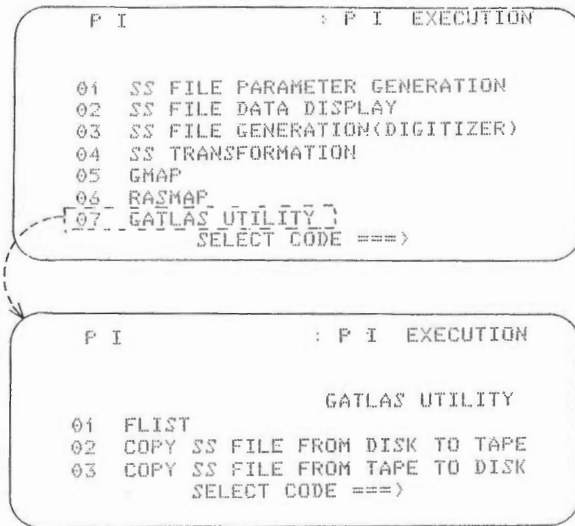 P I : P I EXECUTION
01 SS FILE PARAMETER GENERATION
02 SS FILE DATA DISPLAY
03 SS FILE GENERATION(DIGITIZER)
04 SS TRANSFORMATION
05 GMAP
06 RASMAP
07 GATLAS UTILITY
SELECT CODE ===>
P I : P I EXECUTION
GATLAS UTILITY
01 FLIST
02 COPY SS FILE FROM DISK TO TAPE
03 COPY SS FILE FROM TAPE TO DISK
SELECT CODE ===>